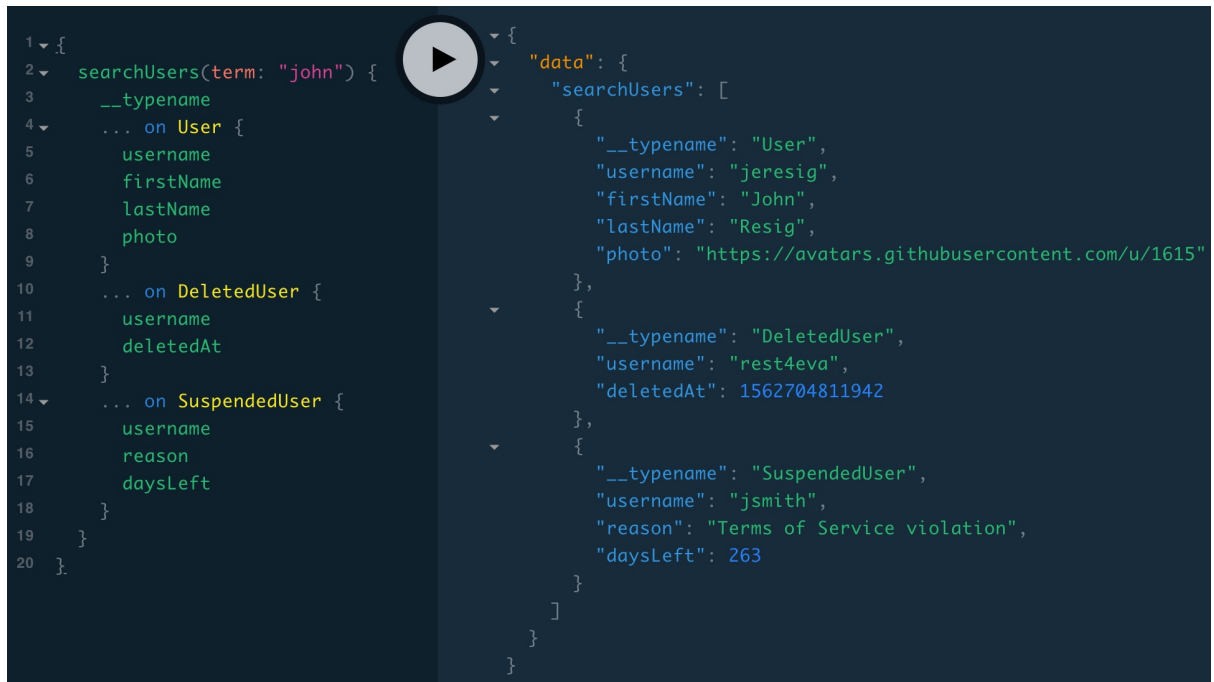 1 {
2 searchUsers(term: "john") {
3 __typename
4 ... on User {
5 username
6 firstName
7 lastName
8 photo
9 }
10 ... on DeletedUser {
11 username
12 deletedAt
13 }
14 ... on SuspendedUser {
15 username
16 reason
17 daysLeft
18 }
19 }
20 }
{
"data": {
"searchUsers": [
{
"__typename": "User",
"username": "jeresig",
"firstName": "John",
"lastName": "Resig",
"photo": "https://avatars.githubusercontent.com/u/1615"
},
{
"__typename": "DeletedUser",
"username": "rest4eva",
"deletedAt": 1562704811942
},
{
"__typename": "SuspendedUser",
"username": "jsmith",
"reason": "Terms of Service violation",
"daysLeft": 263
}
]
}
}